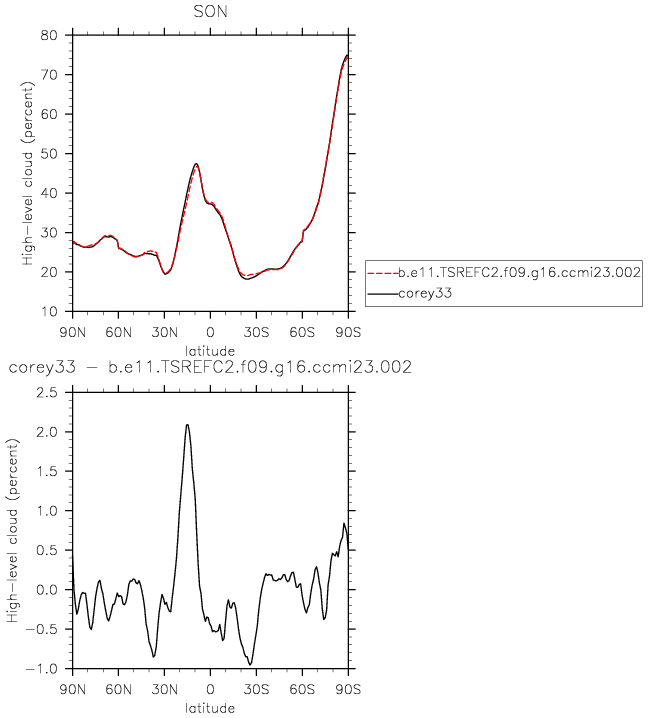 SON
High-level cloud (percent)
80
70
60
50
40
30
20
10
90N 60N 30N 0 30S 60S 90S
latitude
b.e11.TSREFC2.f09.g16.ccmi23.002
corey33
corey33 - b.e11.TSREFC2.f09.g16.ccmi23.002
High-level cloud (percent)
2.5
2.0
1.5
1.0
0.5
0.0
-0.5
-1.0
90N 60N 30N 0 30S 60S 90S
latitude